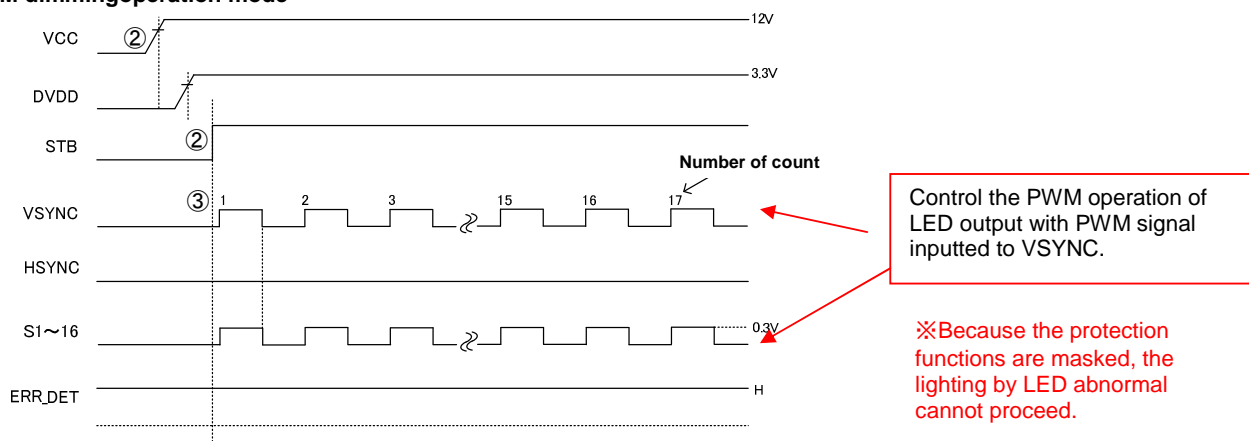 VCC ② 12V
DVDD 3.3V
STB ②
Number of count
VSYNC ③ 1 2 3 15 16 17
HSYNC
S1～16 0.3V
ERR_DET H
Control the PWM operation of
LED output with PWM signal
inputted to VSYNC.
※Because the protection
functions are masked, the
lighting by LED abnormal
cannot proceed.